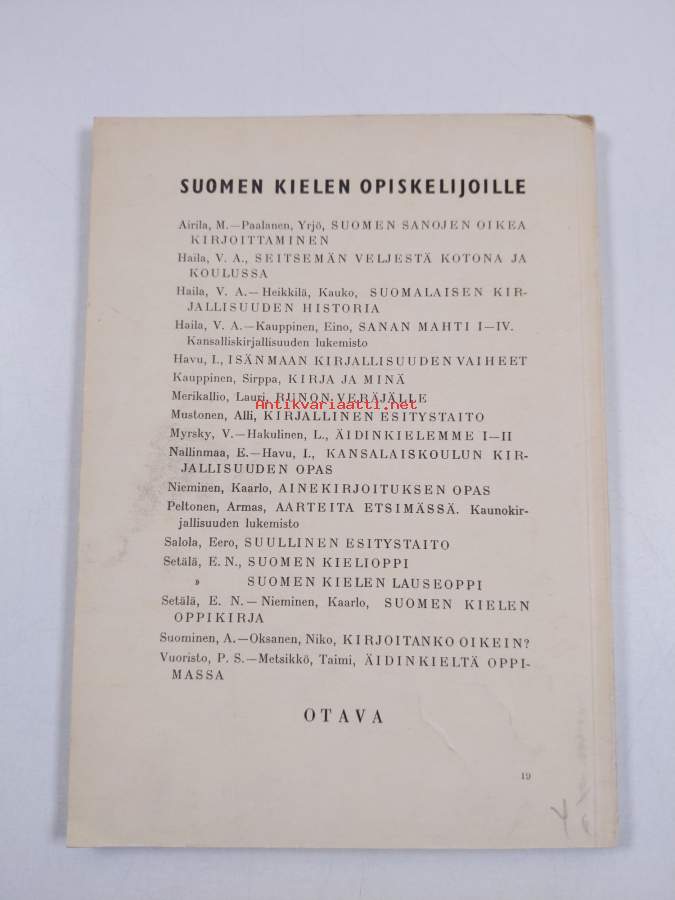 SUOMEN KIELEN OPISKELIJOILLE
Airila, M.—Paalanen, Yrjö, SUOMEN SANOJEN OIKEA
KIRJOITTAMINEN
Haila, V. A., SEITSEMÄN VELJESTÄ KOTONA JA
KOULUSSA
Haila, V. A.—Heikkilä, Kauko, SUOMALAISEN KIR-
JALLISUUDEN HISTORIA
Haila, V. A.—Kauppinen, Eino, SANAN MAHTI I—IV.
Kansalliskirjallisuuden lukemisto
Havu, I., ISÄNMAAN KIRJALLISUUDEN VAIHEET
Kauppinen, Sirppa, KIRJA JA MINÄ
Merikallio, Lauri, RUNON VERÄJÄLLE
Antikvariaatti.net
Mustonen, Alli, KIRJALLINEN ESITYSTAITO
Myrsky, V.—Hakulinen, L., ÄIDINKIELEMME I—II
Nallinmaa, E.—Havu, I., KANSALAISKOULUN KIR-
JALLISUUDEN OPAS
Nieminen, Kaarlo, AINEKIRJOITUKSEN OPAS
Peltonen, Armas, AARTEITA ETSIMÄSSÄ. Kaunokir-
jallisuuden lukemisto
Salola, Eero, SUULLINEN ESITYSTAITO
Setälä, E. N., SUOMEN KIELIOPPI
» SUOMEN KIELEN LAUSEOPPI
Setälä, E. N.—Nieminen, Kaarlo, SUOMEN KIELEN
OPPIKIRJA
Suominen, A.—Oksanen, Niko, KIRJOITANKO OIKEIN?
Vuoristo, P. S.—Metsikkö, Taimi, ÄIDINKIELTÄ OPPI-
MASSA
OTAVA
19